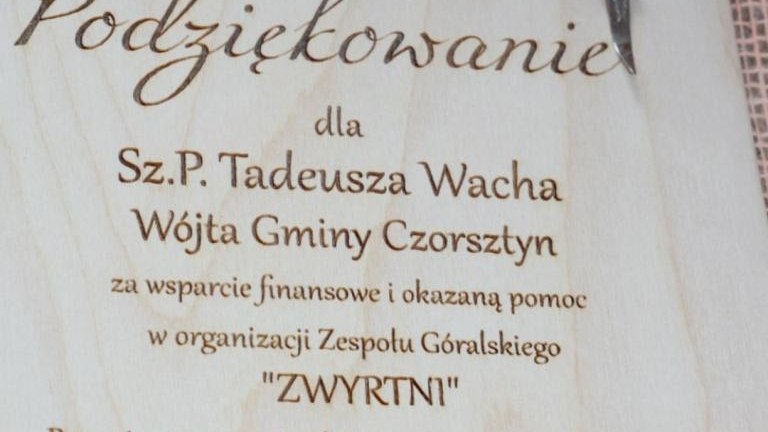 Podziękowanie
dla
Sz.P. Tadeusza Wacha
Wójta Gminy Czorsztyn
za wsparcie finansowe i okazaną pomoc
w organizacji Zespołu Góralskiego
"ZWYRTNI"